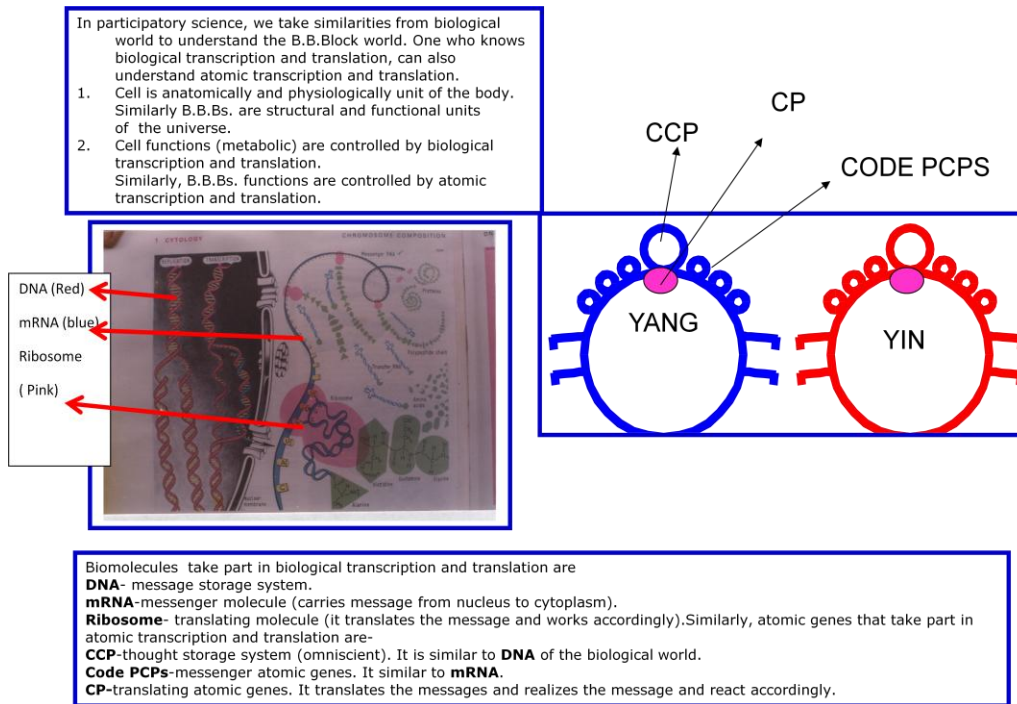 In participatory science, we take similarities from biological
world to understand the B.B.Block world. One who knows
biological transcription and translation, can also
understand atomic transcription and translation.
1. Cell is anatomically and physiologically unit of the body.
Similarly B.B.Bs. are structural and functional units
of the universe.
2. Cell functions (metabolic) are controlled by biological
transcription and translation.
Similarly, B.B.Bs. functions are controlled by atomic
transcription and translation.
CP
CCP
CODE PCPS
YANG
YIN
1 CYTOLOGY
CHROMOSOME COMPOSITION
DNA (Red)
mRNA (blue)
Ribosome
( Pink)
Proteins
Polypeptide chain
Transfer RNA
Ribosome
Alanine
Biomolecules take part in biological transcription and translation are
DNA- message storage system.
mRNA-messenger molecule (carries message from nucleus to cytoplasm).
Ribosome- translating molecule (it translates the message and works accordingly).Similarly, atomic genes that take part in
atomic transcription and translation are-
CCP-thought storage system (omniscient). It is similar to DNA of the biological world.
Code PCPs-messenger atomic genes. It similar to mRNA.
CP-translating atomic genes. It translates the messages and realizes the message and react accordingly.